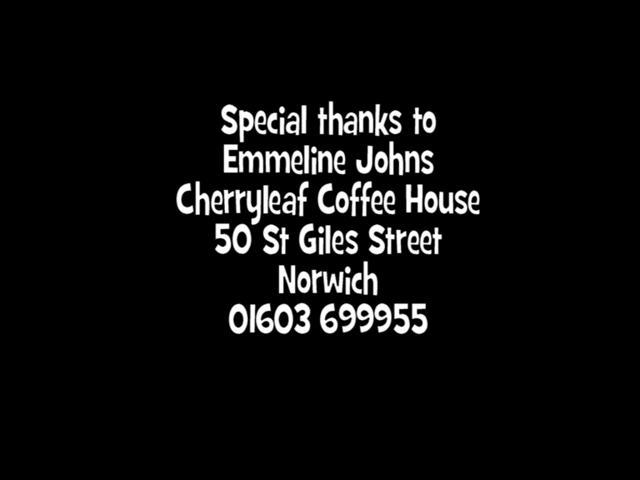 Special thanks to
Emmeline Johns
Cherryleaf Coffee House
50 St Giles Street
Norwich
01603 699955